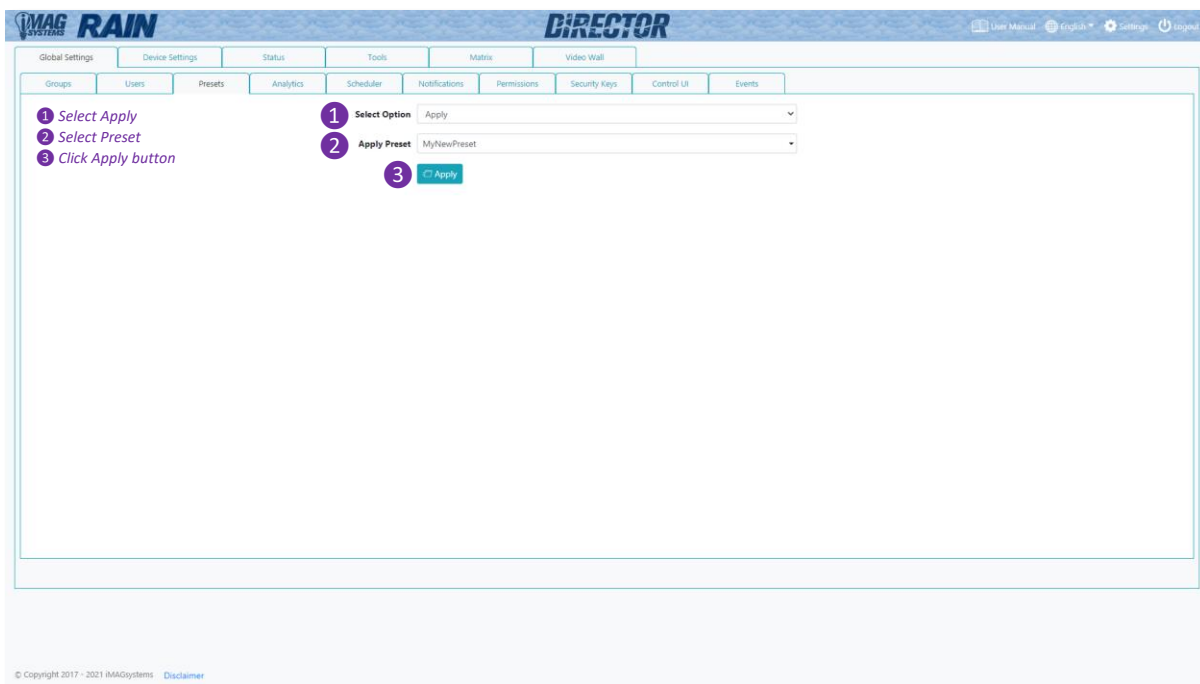 iMAG SYSTEMS RAIN DiRECTOR User Manual English Settings Logout
Global Settings Device Settings Status Tools Matrix Video Wall
Groups Users Presets Analytics Scheduler Notifications Permissions Security Keys Control UI Events
1 Select Apply
2 Select Preset
3 Click Apply button
1 Select Option Apply
2 Apply Preset MyNewPreset
3 Apply
© Copyright 2017 - 2021 iMAGsystems Disclaimer